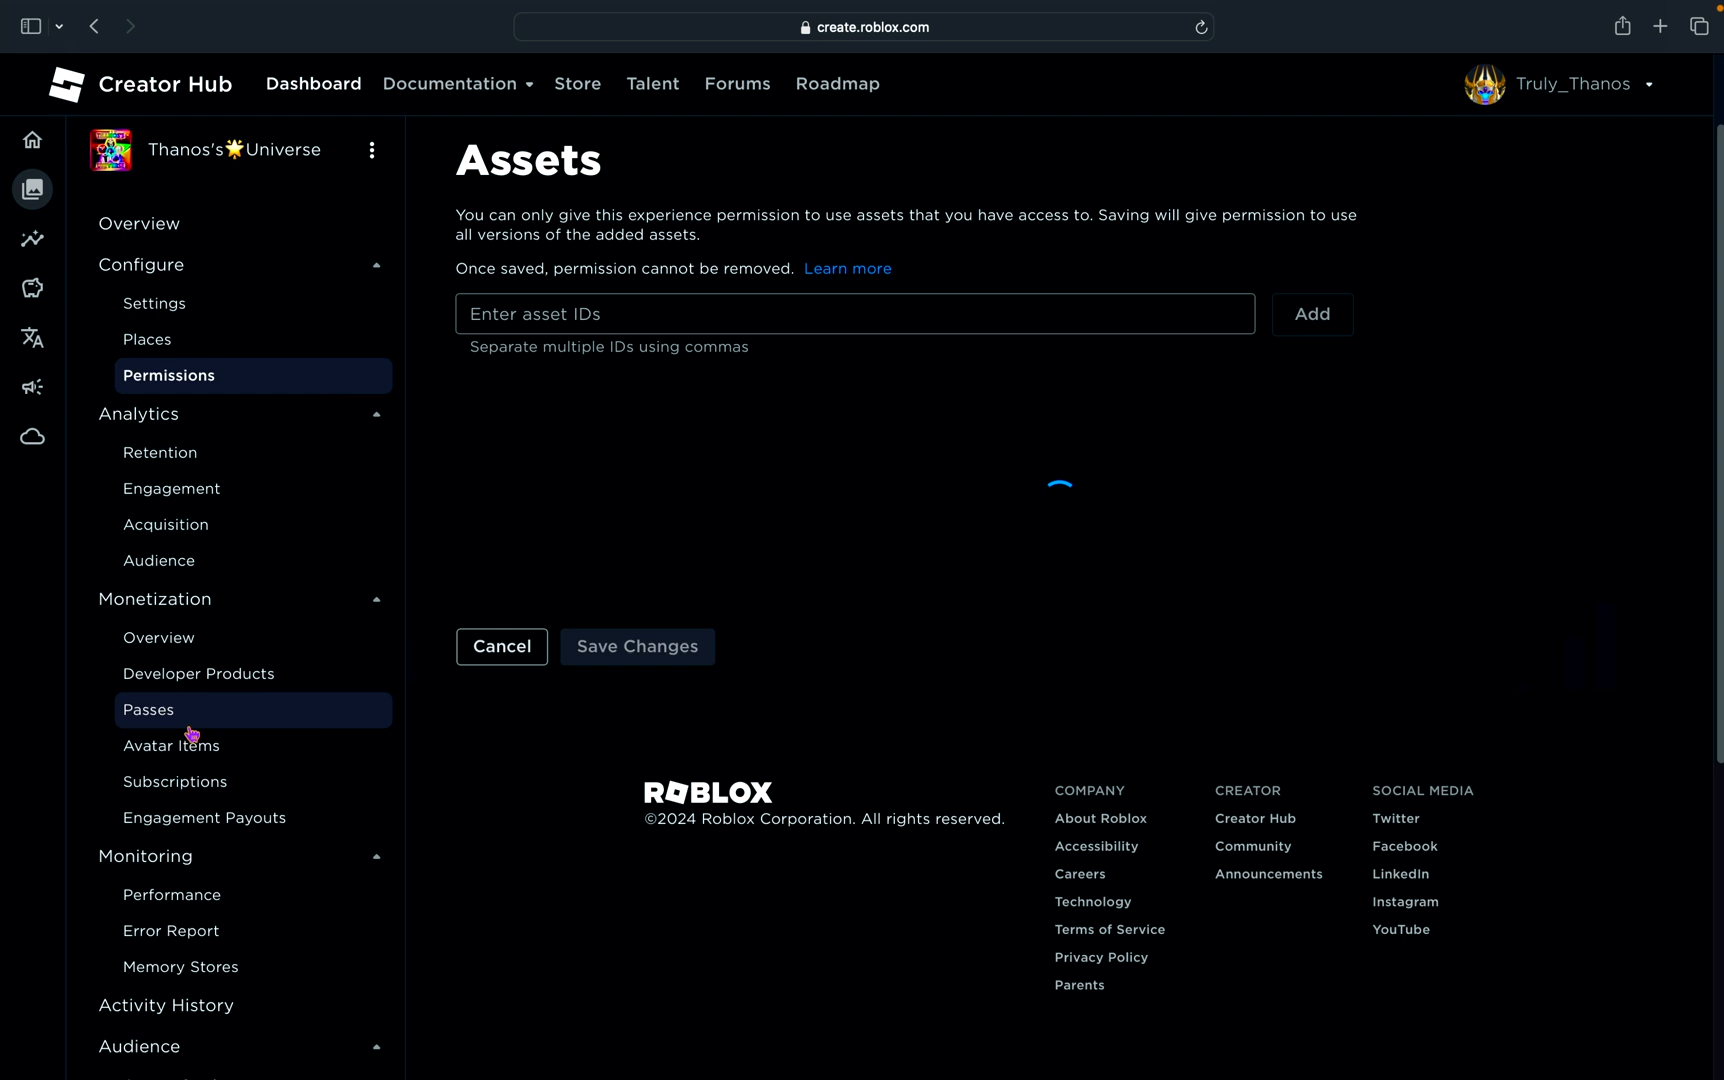 create.roblox.com
Creator Hub Dashboard Documentation Store Talent Forums Roadmap Truly_Thanos
Thanos's🌟Universe
Overview
Configure
Settings
Places
Permissions
Analytics
Retention
Engagement
Acquisition
Audience
Monetization
Overview
Developer Products
Passes
Avatar Items
Subscriptions
Engagement Payouts
Monitoring
Performance
Error Report
Memory Stores
Activity History
Audience
Assets
You can only give this experience permission to use assets that you have access to. Saving will give permission to use
all versions of the added assets.
Once saved, permission cannot be removed. Learn more
Enter asset IDs Add
Separate multiple IDs using commas
Cancel Save Changes
ROBLOX
©2024 Roblox Corporation. All rights reserved.
COMPANY
About Roblox
Accessibility
Careers
Technology
Terms of Service
Privacy Policy
Parents
CREATOR
Creator Hub
Community
Announcements
SOCIAL MEDIA
Twitter
Facebook
LinkedIn
Instagram
YouTube